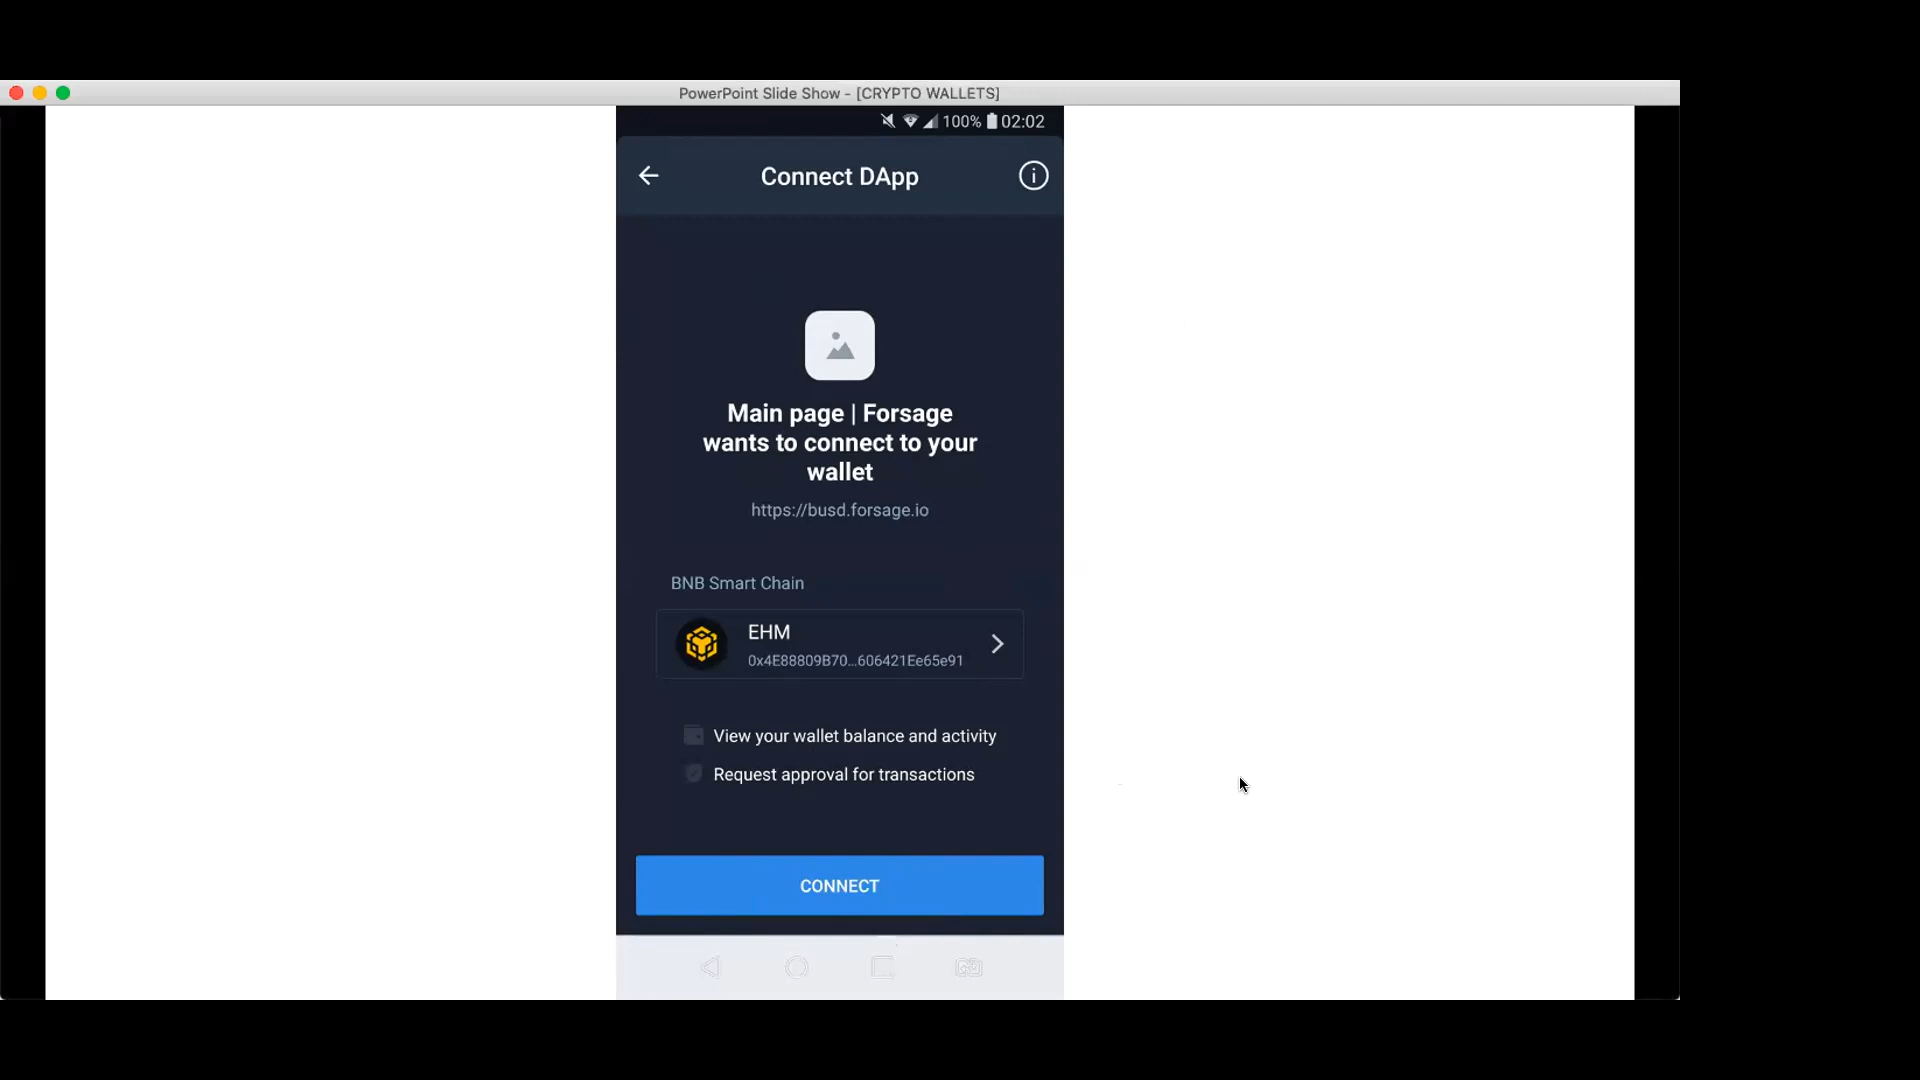 PowerPoint Slide Show - [CRYPTO WALLETS]
100% 02:02
Connect DApp
Main page | Forsage
wants to connect to your
wallet
https://busd.forsage.io
BNB Smart Chain
EHM
0x4E88809B70...606421Ee65e91
View your wallet balance and activity
Request approval for transactions
CONNECT